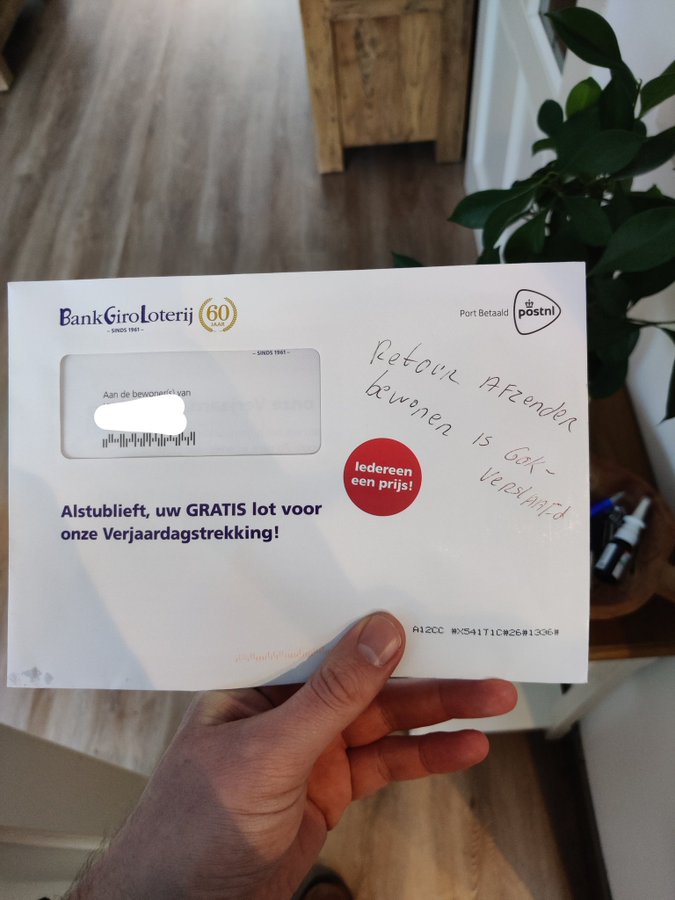 BankGiroLoterij
– SINDS 1961 –
60
JAAR
Port Betaald
postnl
– SINDS 1961 –
Aan de bewoner(s) van
Retour Afzender
bewoner is Gok-
verslaafd
Iedereen
een prijs!
Alstublieft, uw GRATIS lot voor
onze Verjaardagstrekking!
A12CC #X541T1C#26#1336#